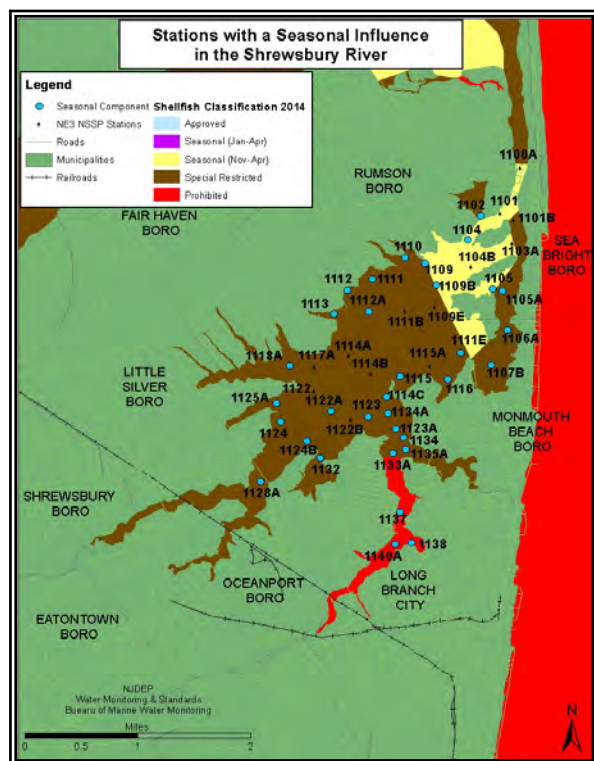 Stations with a Seasonal Influence
in the Shrewsbury River
Legend
Seasonal Component
NE3 NSSP Stations
Roads
Municipalities
Railroads
Shellfish Classification 2014
Approved
Seasonal (Jan-Apr)
Seasonal (Nov-Apr)
Special Restricted
Prohibited
1100A
RUMSON
BORO
1102
1101
1101B
FAIR HAVEN
BORO
1104
1103A
SEA
BRIGHT
BORO
1110
1104B
1109
1112
1111
1109B
1105
1105A
1113
1112A
1111B
1109E
1106A
1114A
1111E
1118A
1117A
1114B
1115A
1107B
LITTLE
SILVER
BORO
1115
1116
1122
1114C
1125A
1122A
1123
1134A
MONMOUTH
BEACH
BORO
1124
1122B
1123A
1124B
1134
1132
1135A
1133A
1128A
SHREWSBURY
BORO
1137
1138
1140A
OCEANPORT
BORO
LONG
BRANCH
CITY
EATONTOWN
BORO
NJDEP
Water Monitoring & Standards
Buearu of Marine Water Monitoring
Miles
0 0.5 1 2
N